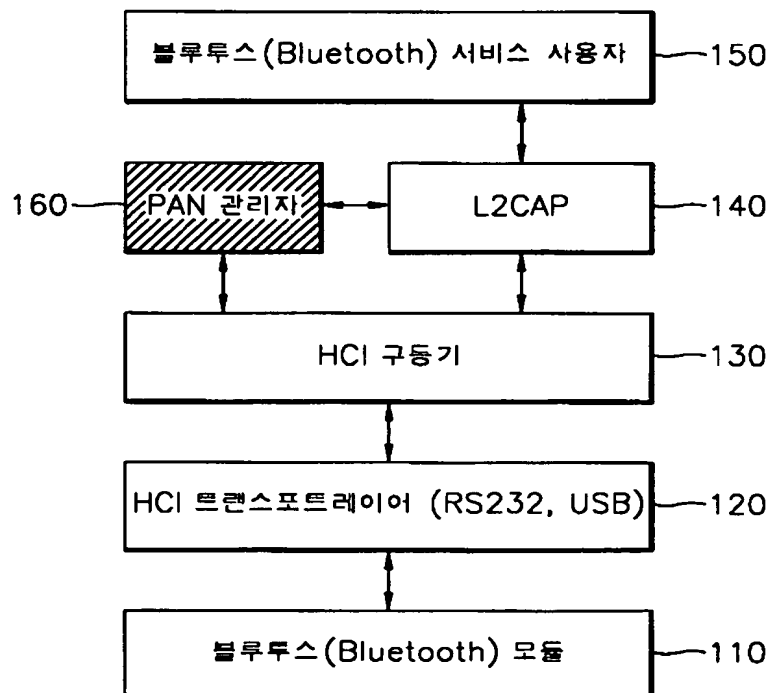 블루투스(Bluetooth) 서비스 사용자
150
160
PAN 관리자
L2CAP
140
HCI 구동기
130
HCI 트랜스포트레이어 (RS232, USB)
120
블루투스(Bluetooth) 모듈
110